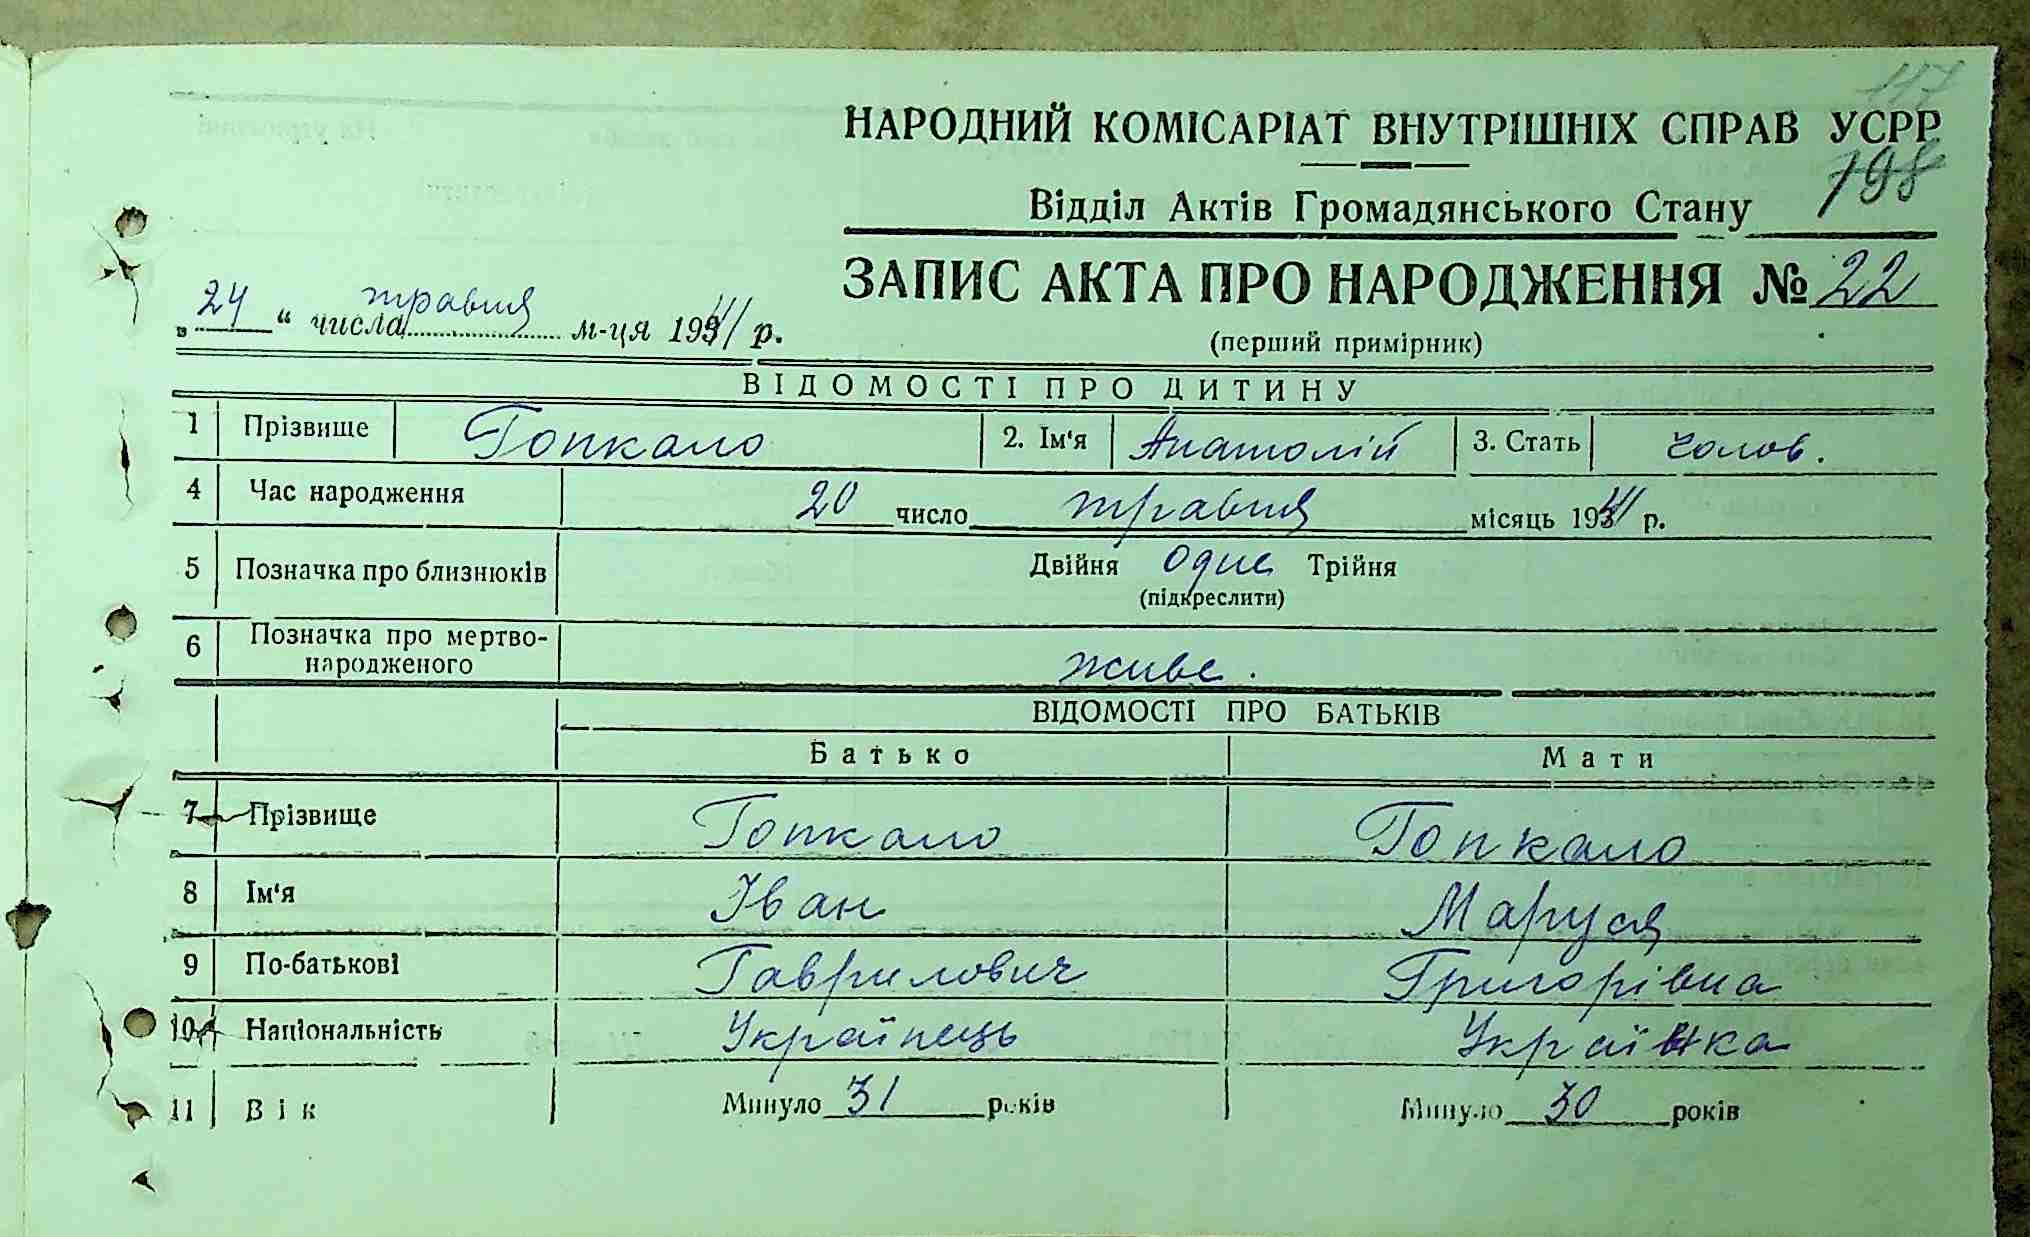 117
НАРОДНИЙ КОМІСАРІАТ ВНУТРІШНІХ СПРАВ УСРР
198
Відділ Актів Громадянського Стану
ЗАПИС АКТА ПРО НАРОДЖЕННЯ № 22
„24“ числа травня м-ця 1941 р.
(перший примірник)
ВІДОМОСТІ ПРО ДИТИНУ
1 Прізвище Гопкало 2. Ім'я Анатолій 3. Стать чолов.
4 Час народження 20 число травня місяць 1941 р.
5 Позначка про близнюків Двійня Одне Трійня
(підкреслити)
6 Позначка про мертво-
народженого живе.
ВІДОМОСТІ ПРО БАТЬКІВ
Батько Мати
7 Прізвище Гопкало Гопкало
8 Ім'я Іван Маруся
9 По-батькові Гаврилович Григорівна
10 Національність Українець Українка
11 Вік Минуло 31 років Минуло 30 років